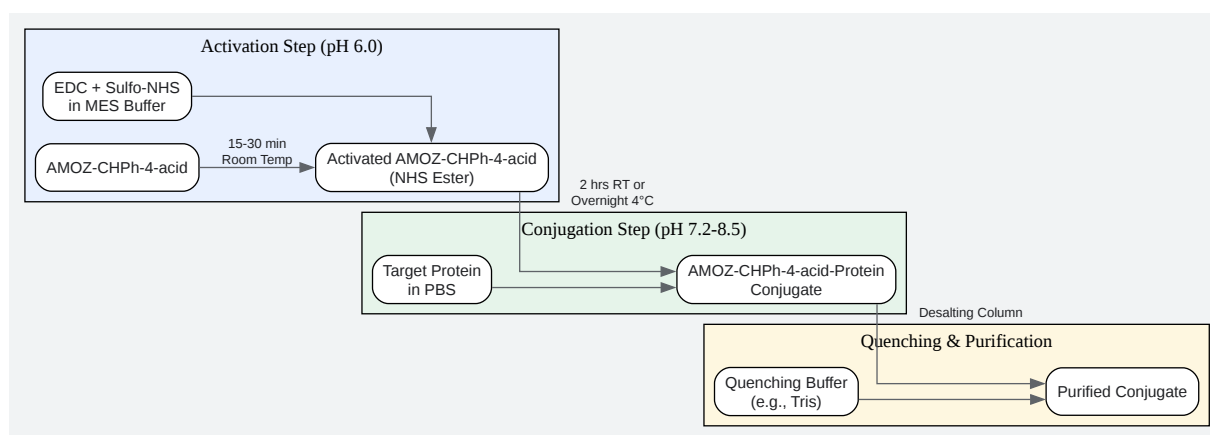 Activation Step (pH 6.0)
EDC + Sulfo-NHS
in MES Buffer
AMOZ-CHPh-4-acid
15-30 min
Room Temp
Activated AMOZ-CHPh-4-acid
(NHS Ester)
2 hrs RT or
Overnight 4°C
Conjugation Step (pH 7.2-8.5)
Target Protein
in PBS
AMOZ-CHPh-4-acid-Protein
Conjugate
Desalting Column
Quenching & Purification
Quenching Buffer
(e.g., Tris)
Purified Conjugate